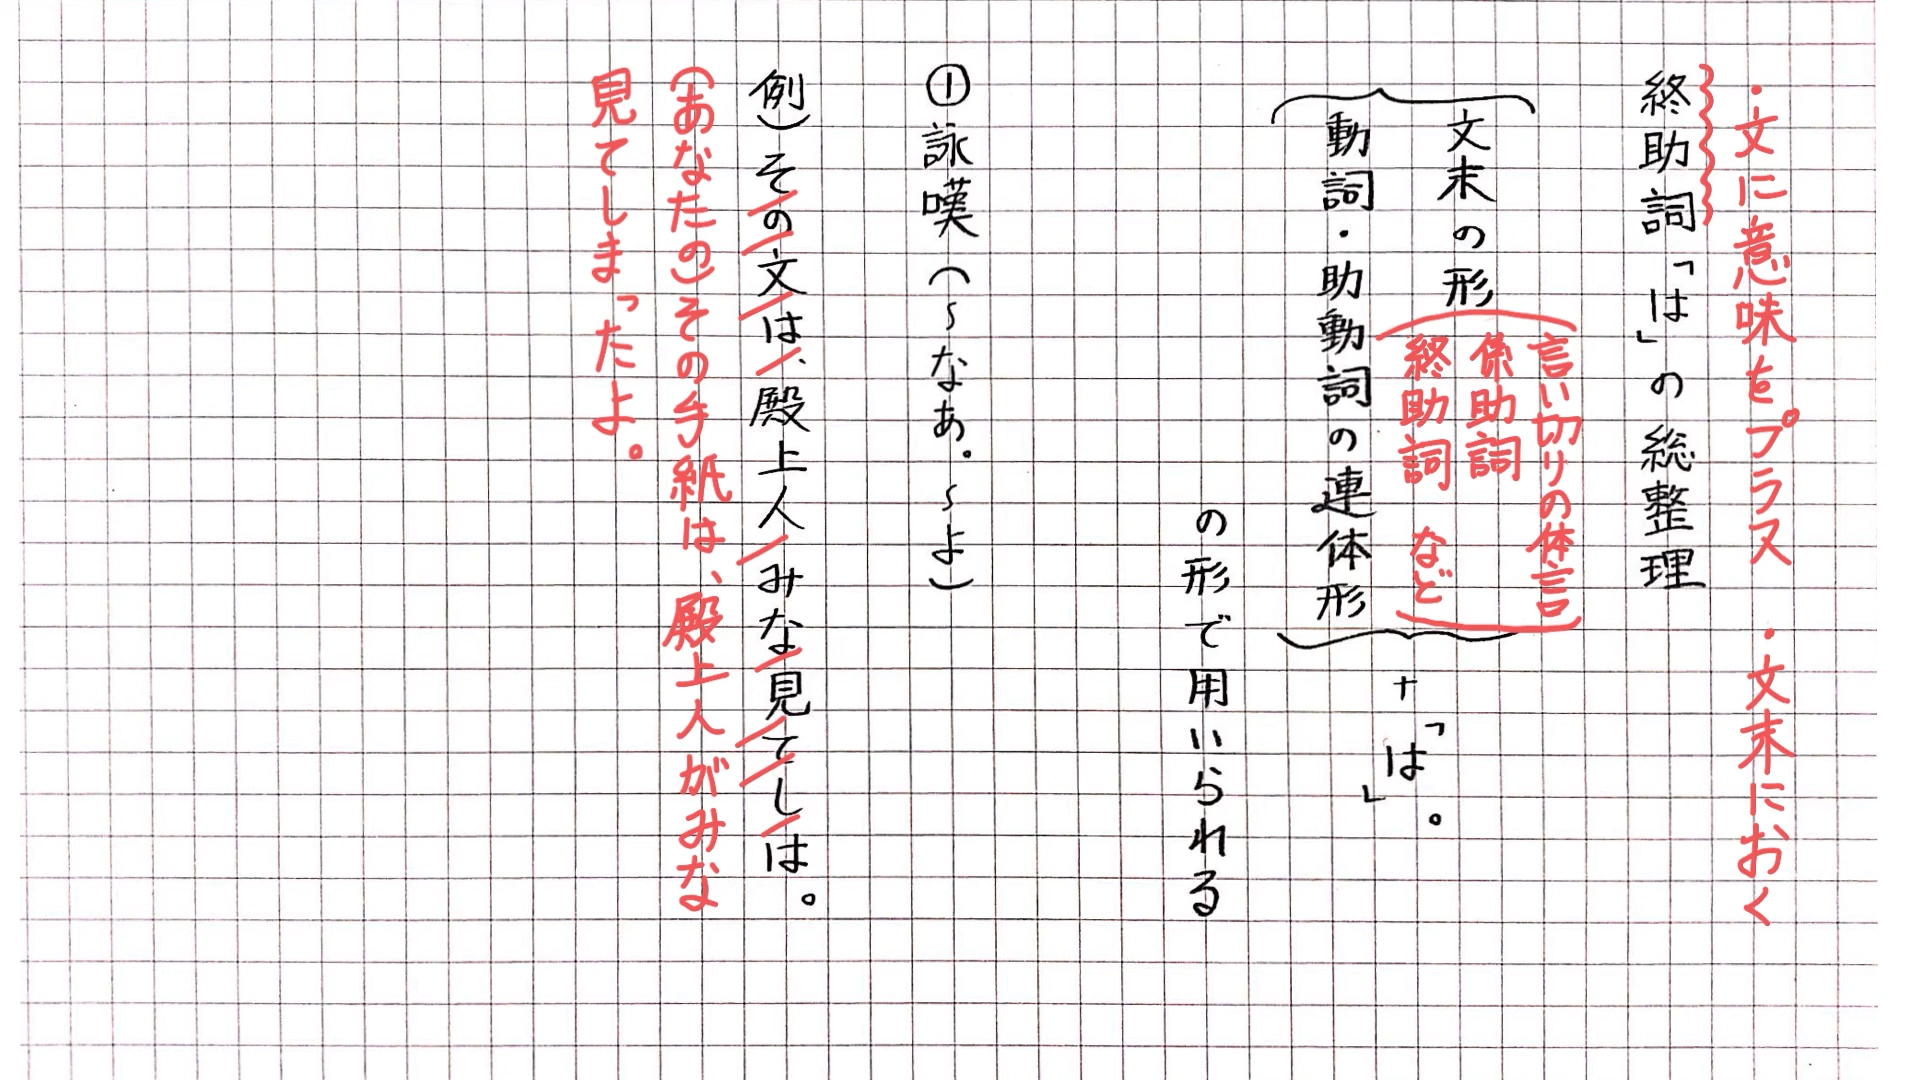 ・文に意味をプラス ・文末におく
終助詞「は」の総整理
言い切りの体言
係助詞
終助詞 など
文末の形
動詞・助動詞の連体形
+「は」。
の形で用いられる
①詠嘆(~なあ。~よ)
例)その文は、殿上人みな見てしは。
(あなたの)その手紙は、殿上人がみな
見てしまったよ。